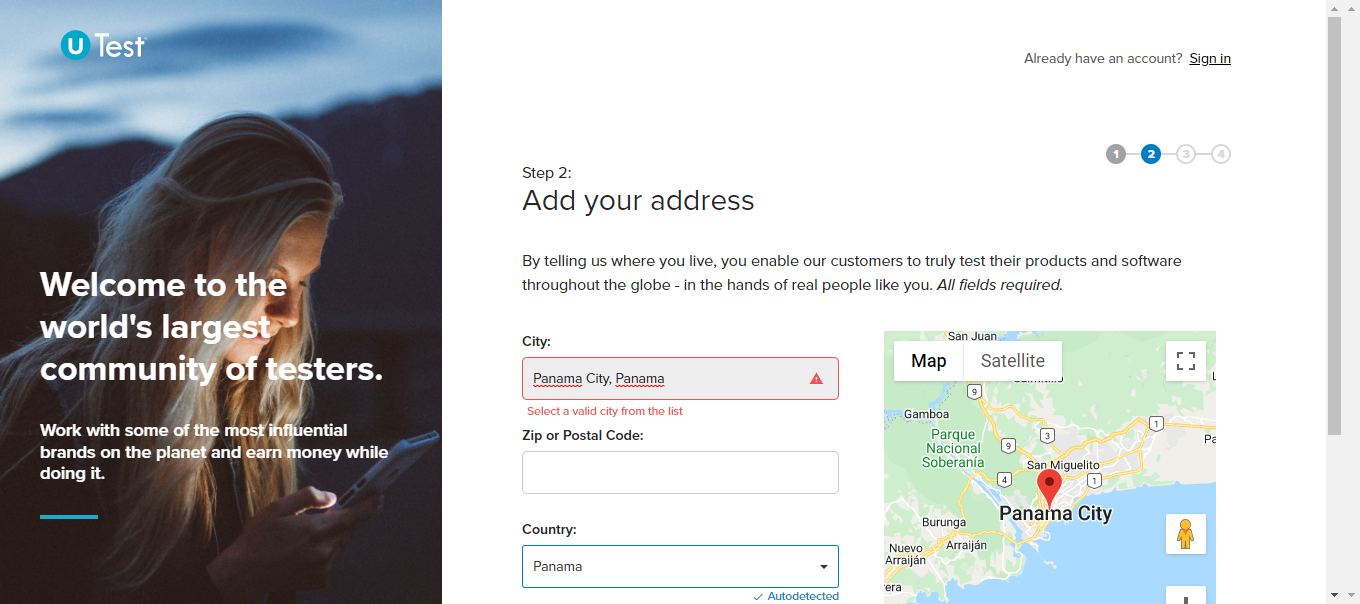 U Test
Already have an account? Sign in
1 2 3 4
Step 2:
Add your address
Welcome to the
world's largest
community of testers.
Work with some of the most influential
brands on the planet and earn money while
doing it.
By telling us where you live, you enable our customers to truly test their products and software
throughout the globe - in the hands of real people like you. All fields required.
City:
Panama City, Panama
Select a valid city from the list
Zip or Postal Code:
Country:
Panama
Autodetected
San Juan
Map Satellite
9
Gamboa
1
3
Parque
Nacional
Soberanía
9
San Miguelito
4
1
Panama City
Burunga
Nuevo
Arraiján
Arraiján